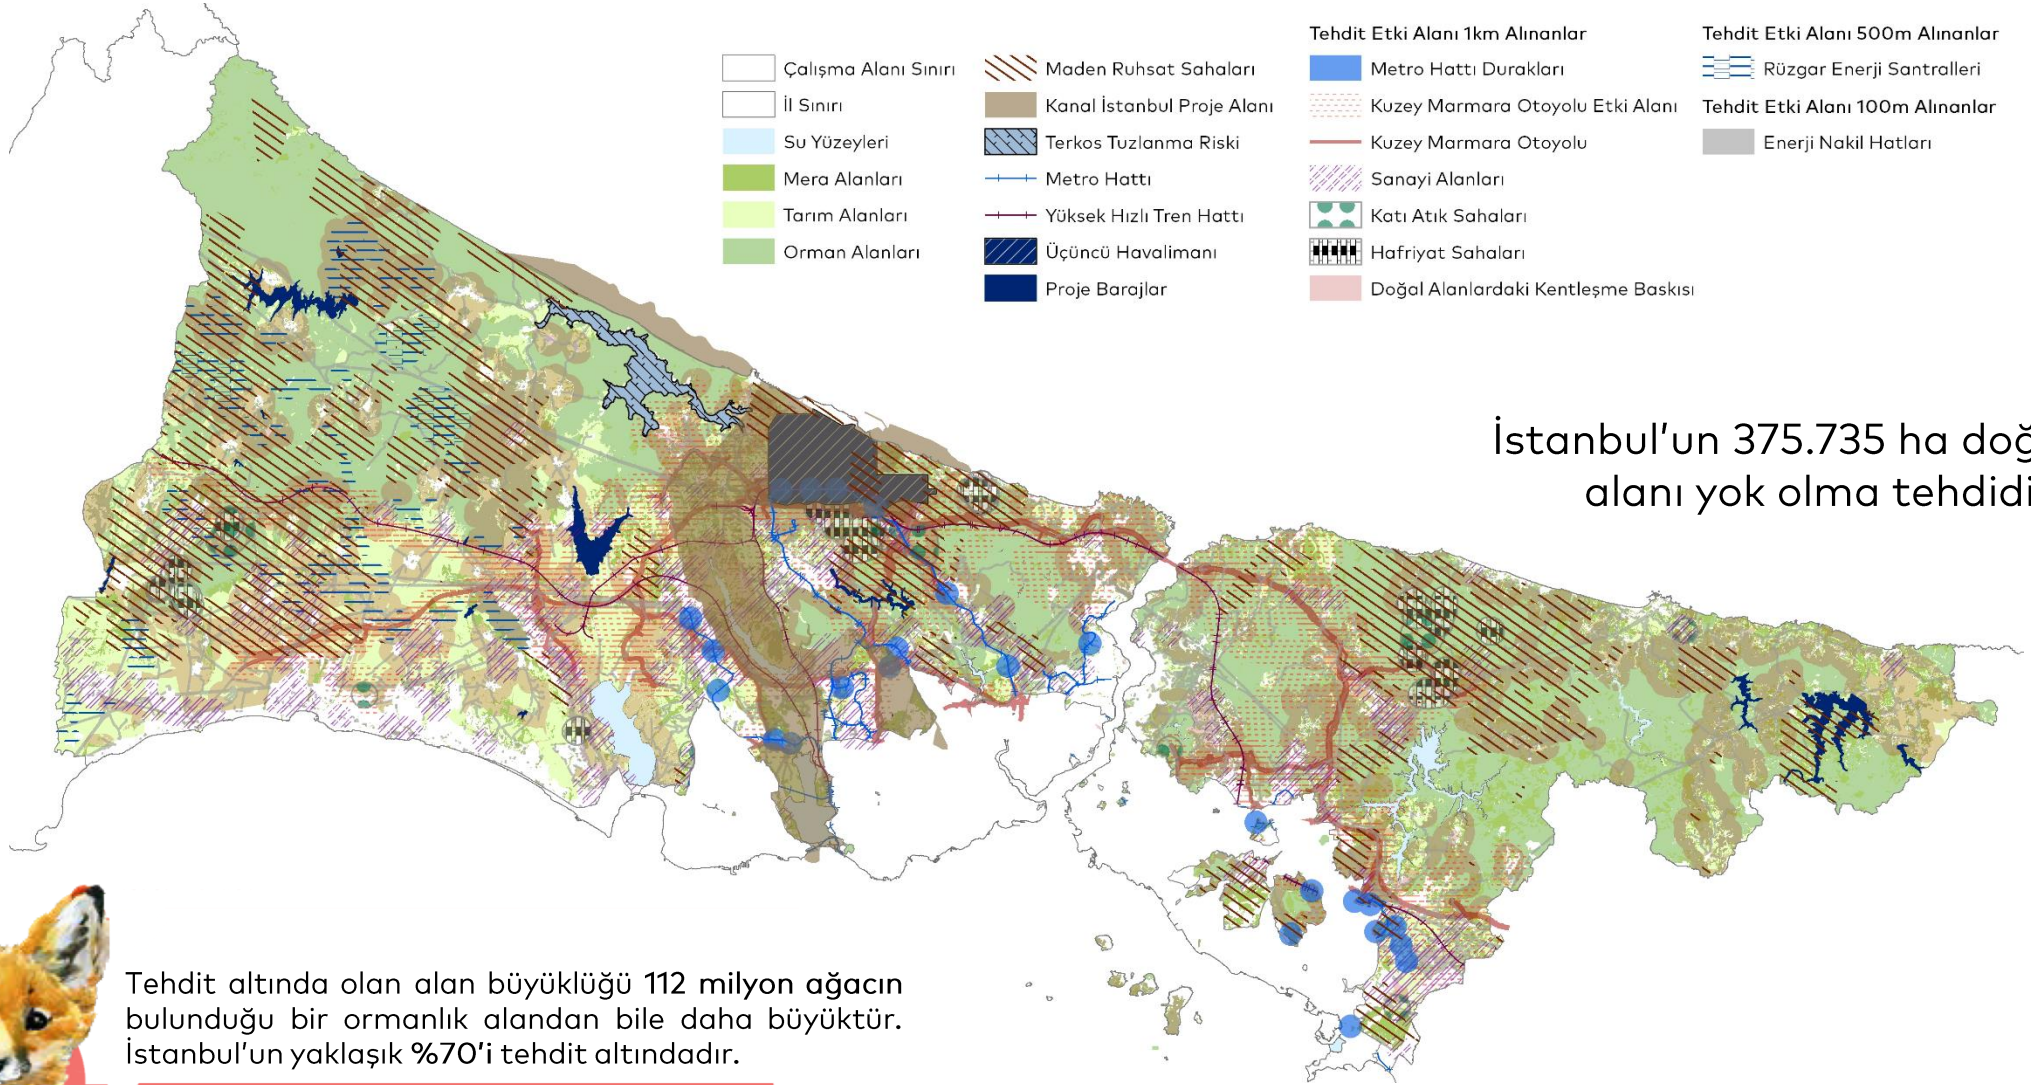 Çalışma Alanı Sınırı
İl Sınırı
Su Yüzeyleri
Mera Alanları
Tarım Alanları
Orman Alanları
Maden Ruhsat Sahaları
Kanal İstanbul Proje Alanı
Terkos Tuzlanma Riski
Metro Hattı
Yüksek Hızlı Tren Hattı
Üçüncü Havalimanı
Proje Barajlar
Tehdit Etki Alanı 1km Alınanlar
Metro Hattı Durakları
Kuzey Marmara Otoyolu Etki Alanı
Kuzey Marmara Otoyolu
Sanayi Alanları
Katı Atık Sahaları
Hafriyat Sahaları
Doğal Alanlardaki Kentleşme Baskısı
Tehdit Etki Alanı 500m Alınanlar
Rüzgar Enerji Santralleri
Tehdit Etki Alanı 100m Alınanlar
Enerji Nakil Hatları
İstanbul'un 375.735 ha doğ
alanı yok olma tehdidi
Tehdit altında olan alan büyüklüğü 112 milyon ağacın
bulunduğu bir ormanlık alandan bile daha büyüktür.
İstanbul'un yaklaşık %70'i tehdit altındadır.